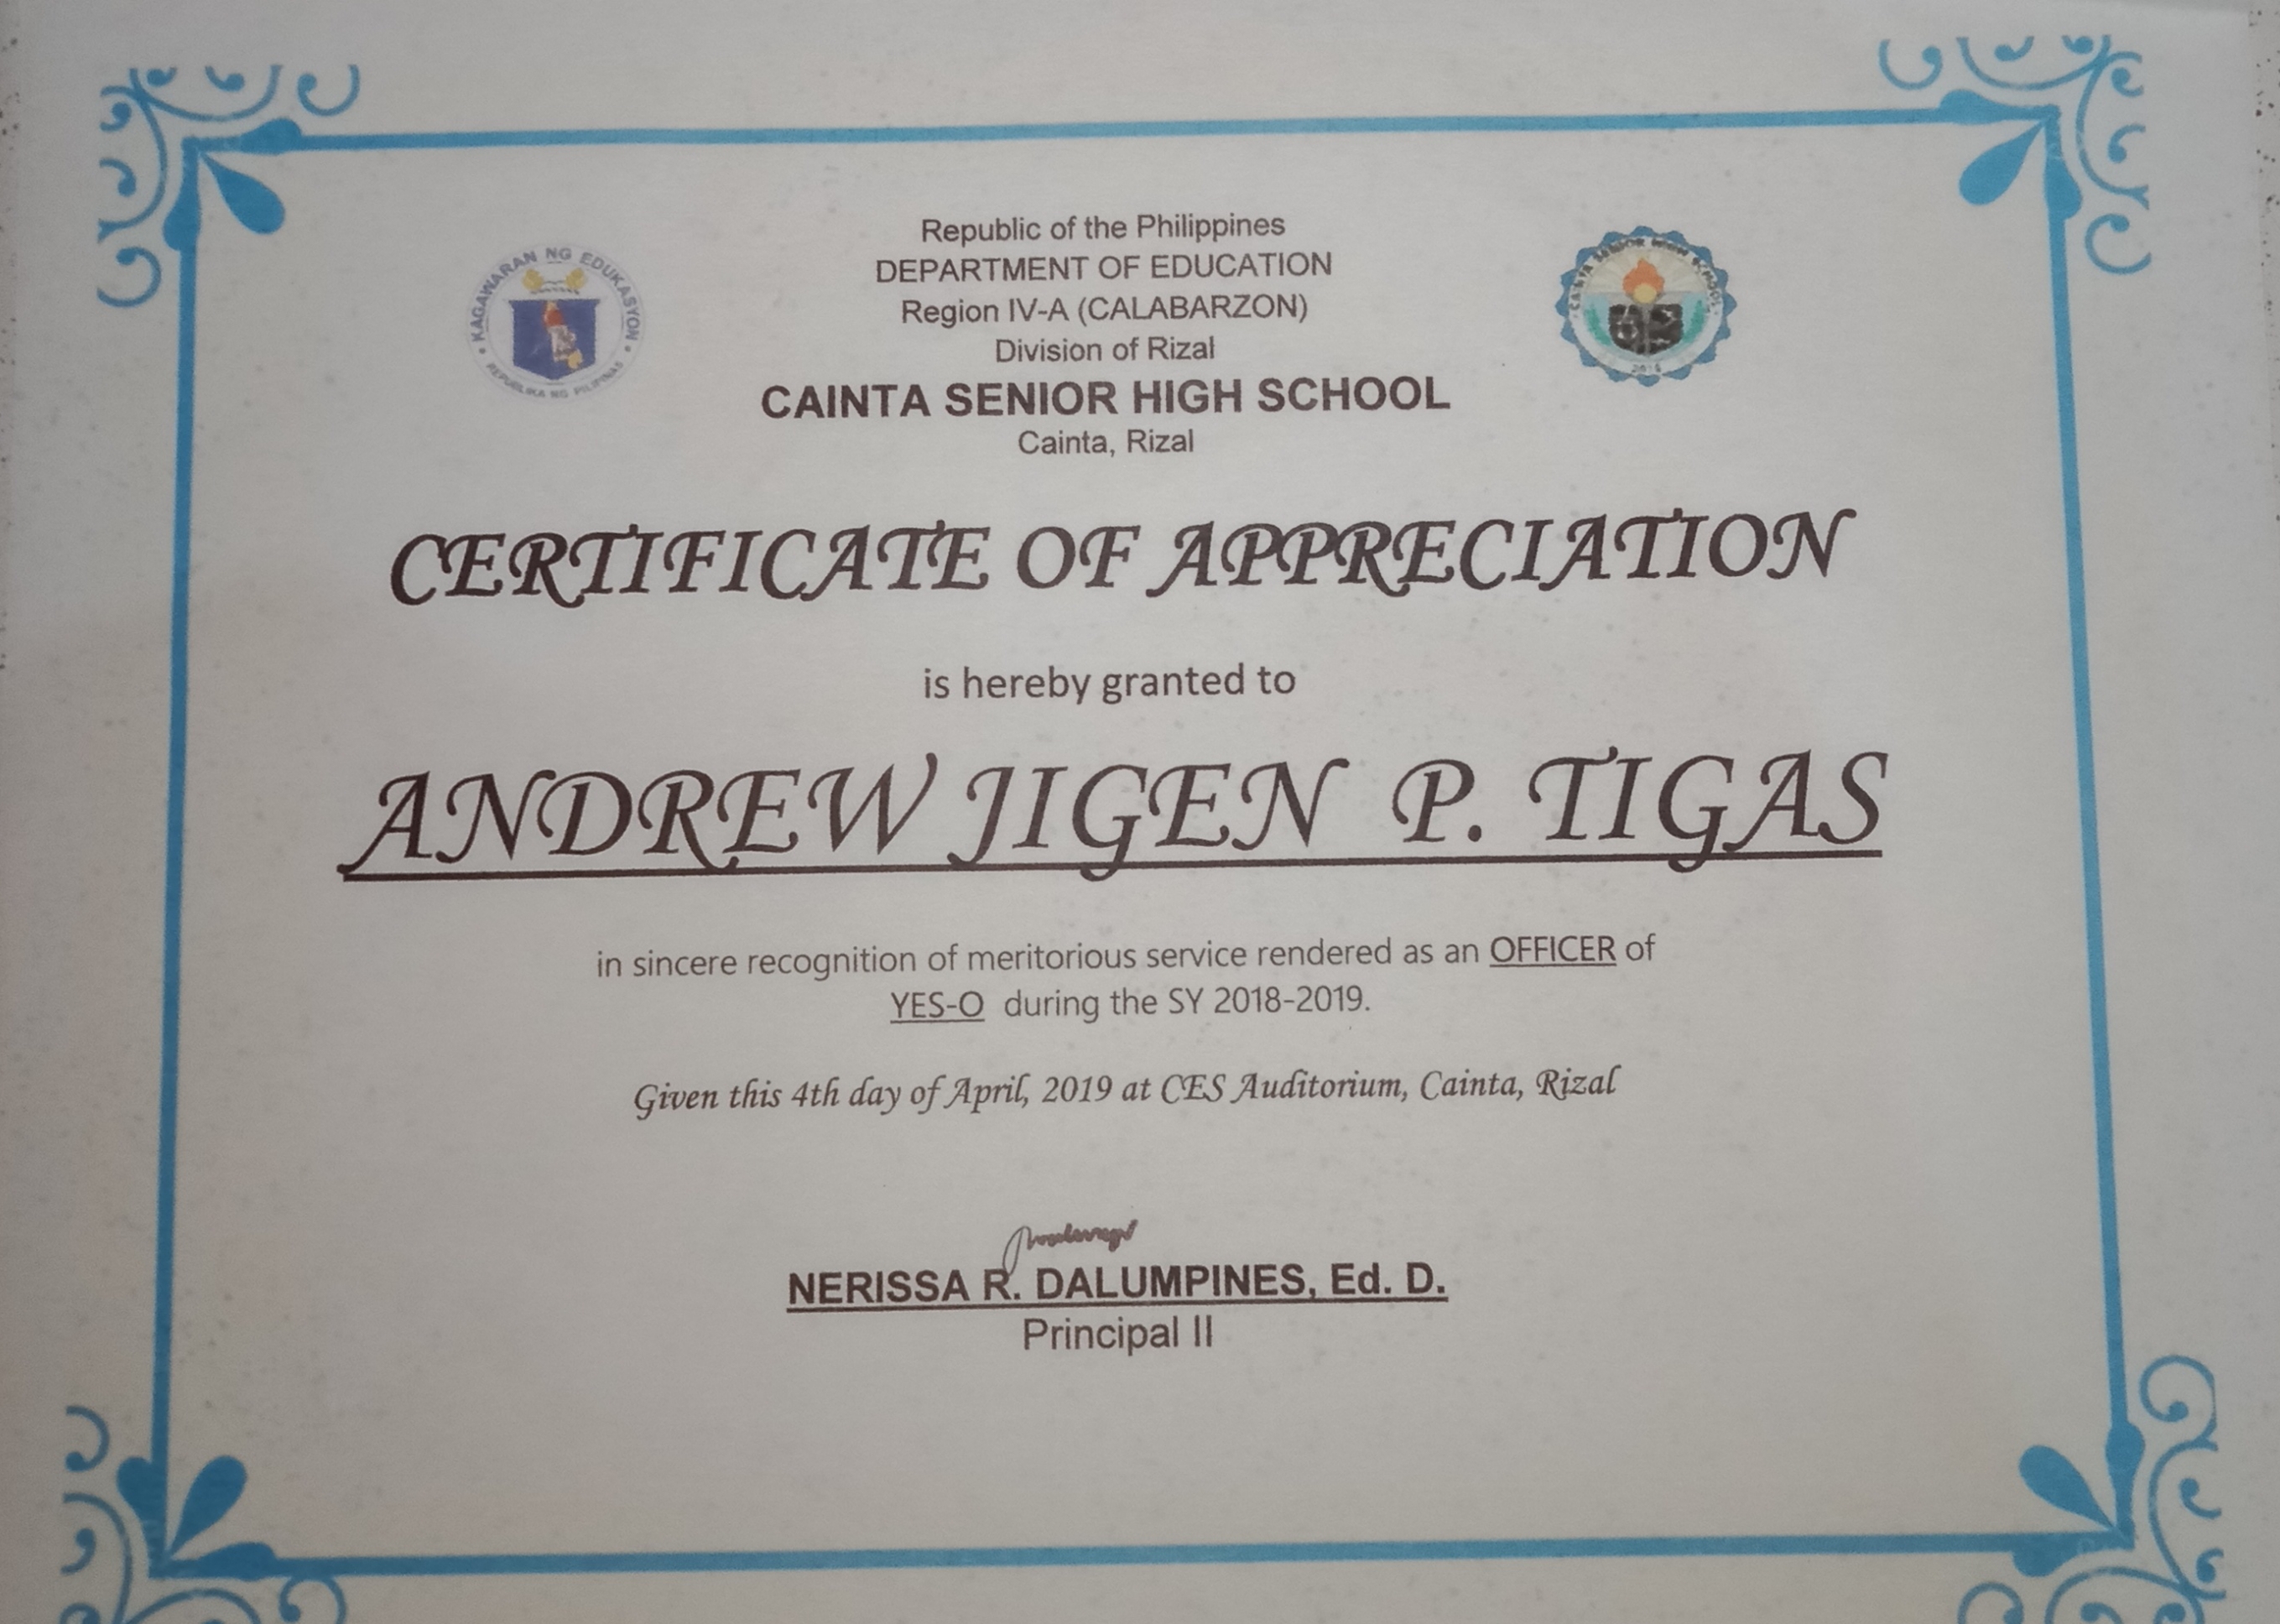 Republic of the Philippines
DEPARTMENT OF EDUCATION
Region IV-A (CALABARZON)
Division of Rizal
CAINTA SENIOR HIGH SCHOOL
Cainta, Rizal
KAGAWARAN NG EDUKASYON
REPUBLIKA NG PILIPINAS
CAINTA SENIOR HIGH SCHOOL
CERTIFICATE OF APPRECIATION
is hereby granted to
ANDREW JIGEN P. TIGAS
in sincere recognition of meritorious service rendered as an OFFICER of
YES-O during the SY 2018-2019.
Given this 4th day of April, 2019 at CES Auditorium, Cainta, Rizal
NERISSA R. DALUMPINES, Ed. D.
Principal II